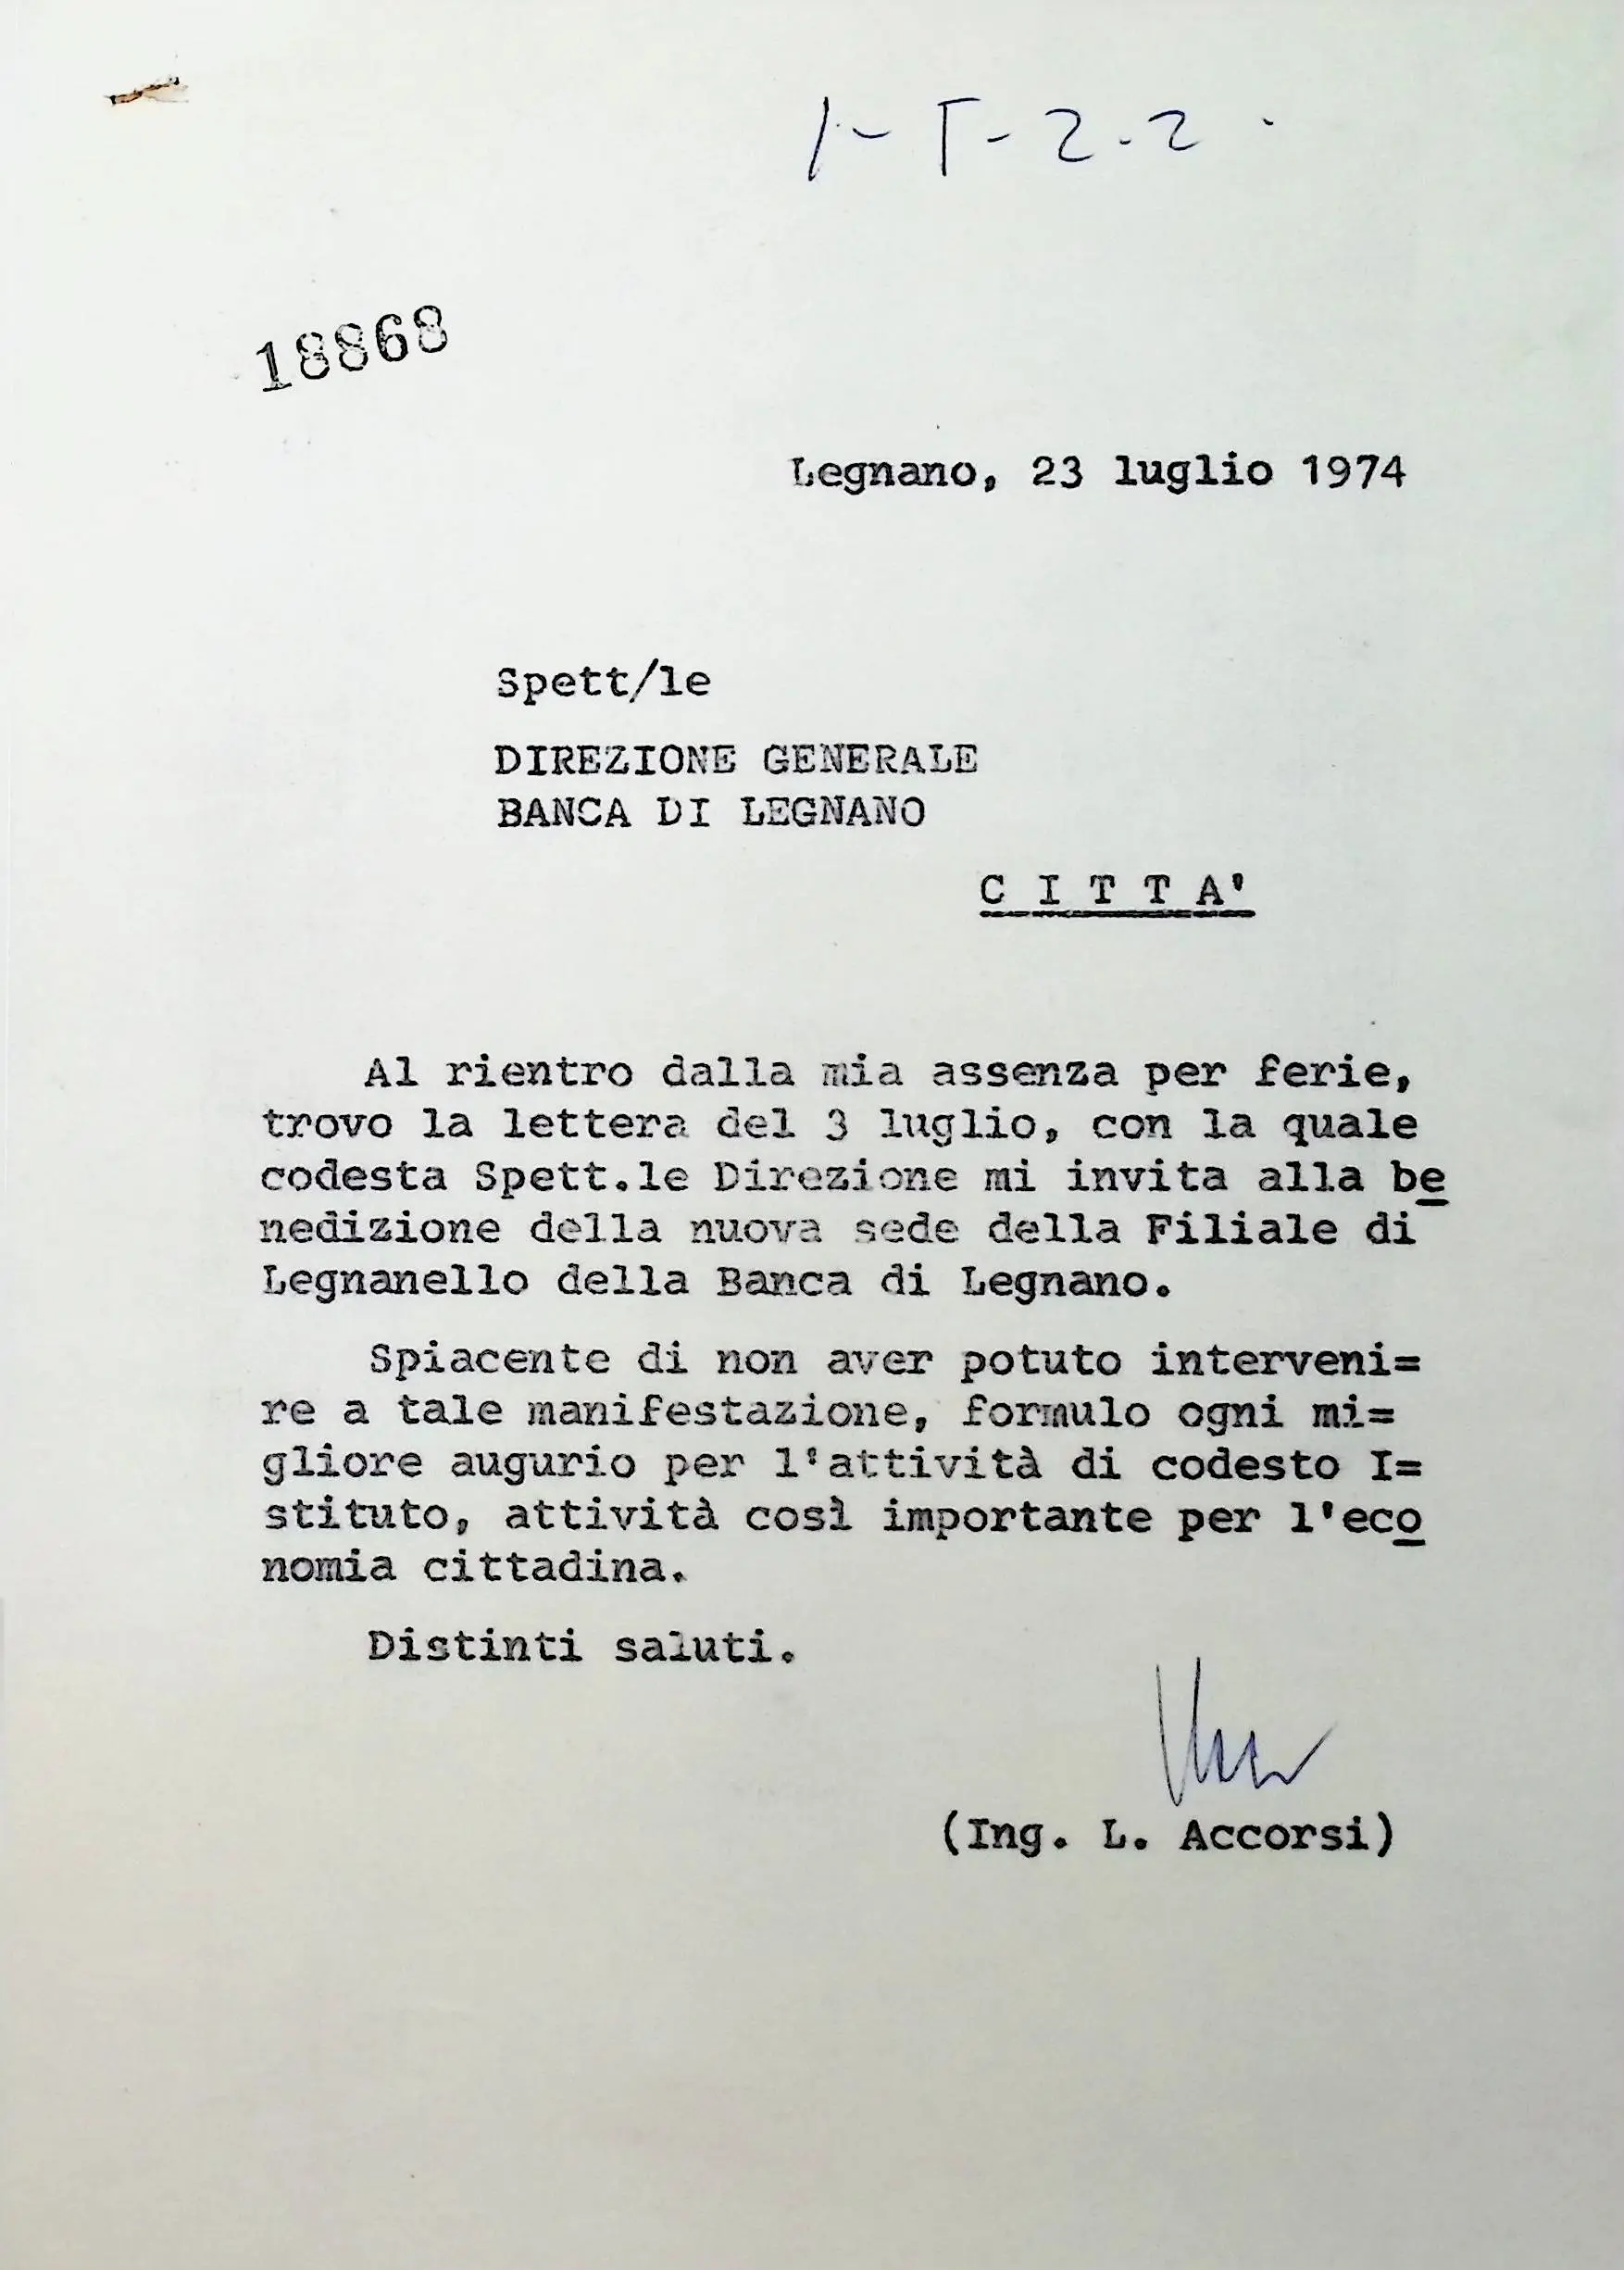 1-T-2.2.
18868
Legnano, 23 luglio 1974
Spett/le
DIREZIONE GENERALE
BANCA DI LEGNANO
C I T T A'
Al rientro dalla mia assenza per ferie,
trovo la lettera del 3 luglio, con la quale
codesta Spett.le Direzione mi invita alla be
nedizione della nuova sede della Filiale di
Legnanello della Banca di Legnano.
Spiacente di non aver potuto interveni=
re a tale manifestazione, formulo ogni mi=
gliore augurio per l'attività di codesto I=
stituto, attività così importante per l'eco
nomia cittadina.
Distinti saluti.
(Ing. L. Accorsi)